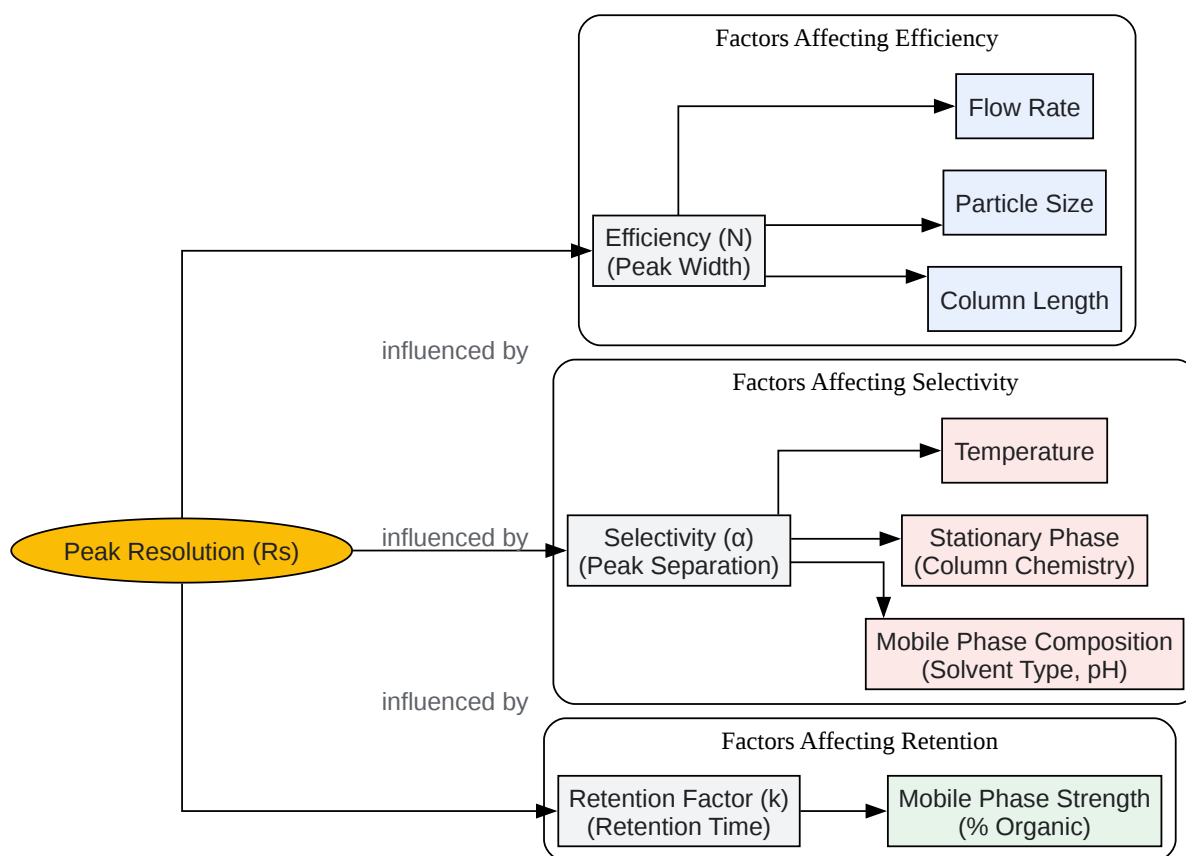 Factors Affecting Efficiency
Flow Rate
Particle Size
Efficiency (N)
(Peak Width)
Column Length
influenced by
Factors Affecting Selectivity
Temperature
Peak Resolution (Rs)
influenced by
Selectivity (α)
(Peak Separation)
Stationary Phase
(Column Chemistry)
Mobile Phase Composition
(Solvent Type, pH)
influenced by
Factors Affecting Retention
Retention Factor (k)
(Retention Time)
Mobile Phase Strength
(% Organic)